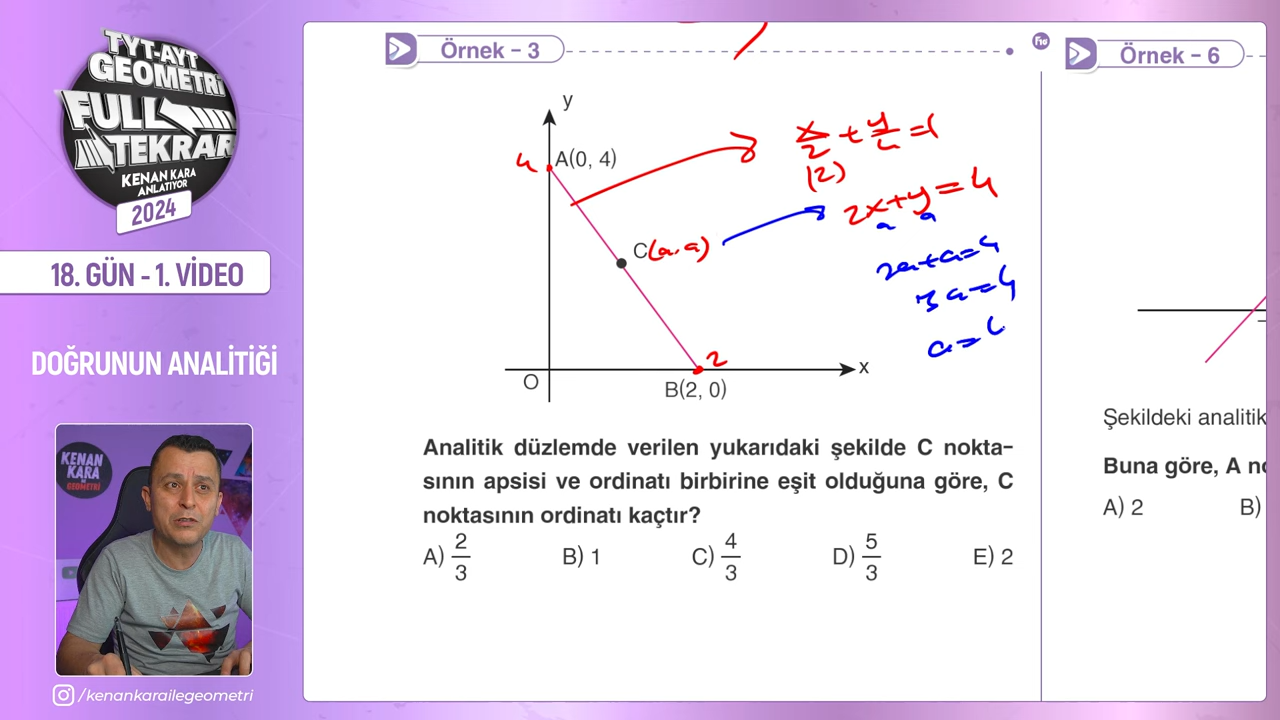 TYT-AYT
GEOMETRİ
FULL
TEKRAR
KENAN KARA
ANLATIYOR
2024
18. GÜN - 1. VİDEO
DOĞRUNUN ANALİTİĞİ
KENAN
KARA
GEOMETRİ
/kenankarailegeometri
Örnek – 3
y
4 A(0, 4)
C(a, a)
2
O
x
B(2, 0)
x/2 + y/4 = 1
(2)
2x+y=4
a a
2a+a=4
3a=4
a=
Analitik düzlemde verilen yukarıdaki şekilde C nokta-
sının apsisi ve ordinatı birbirine eşit olduğuna göre, C
noktasının ordinatı kaçtır?
A) 2/3 B) 1 C) 4/3 D) 5/3 E) 2
Örnek – 6
Şekildeki analitik
Buna göre, A
A) 2 B)